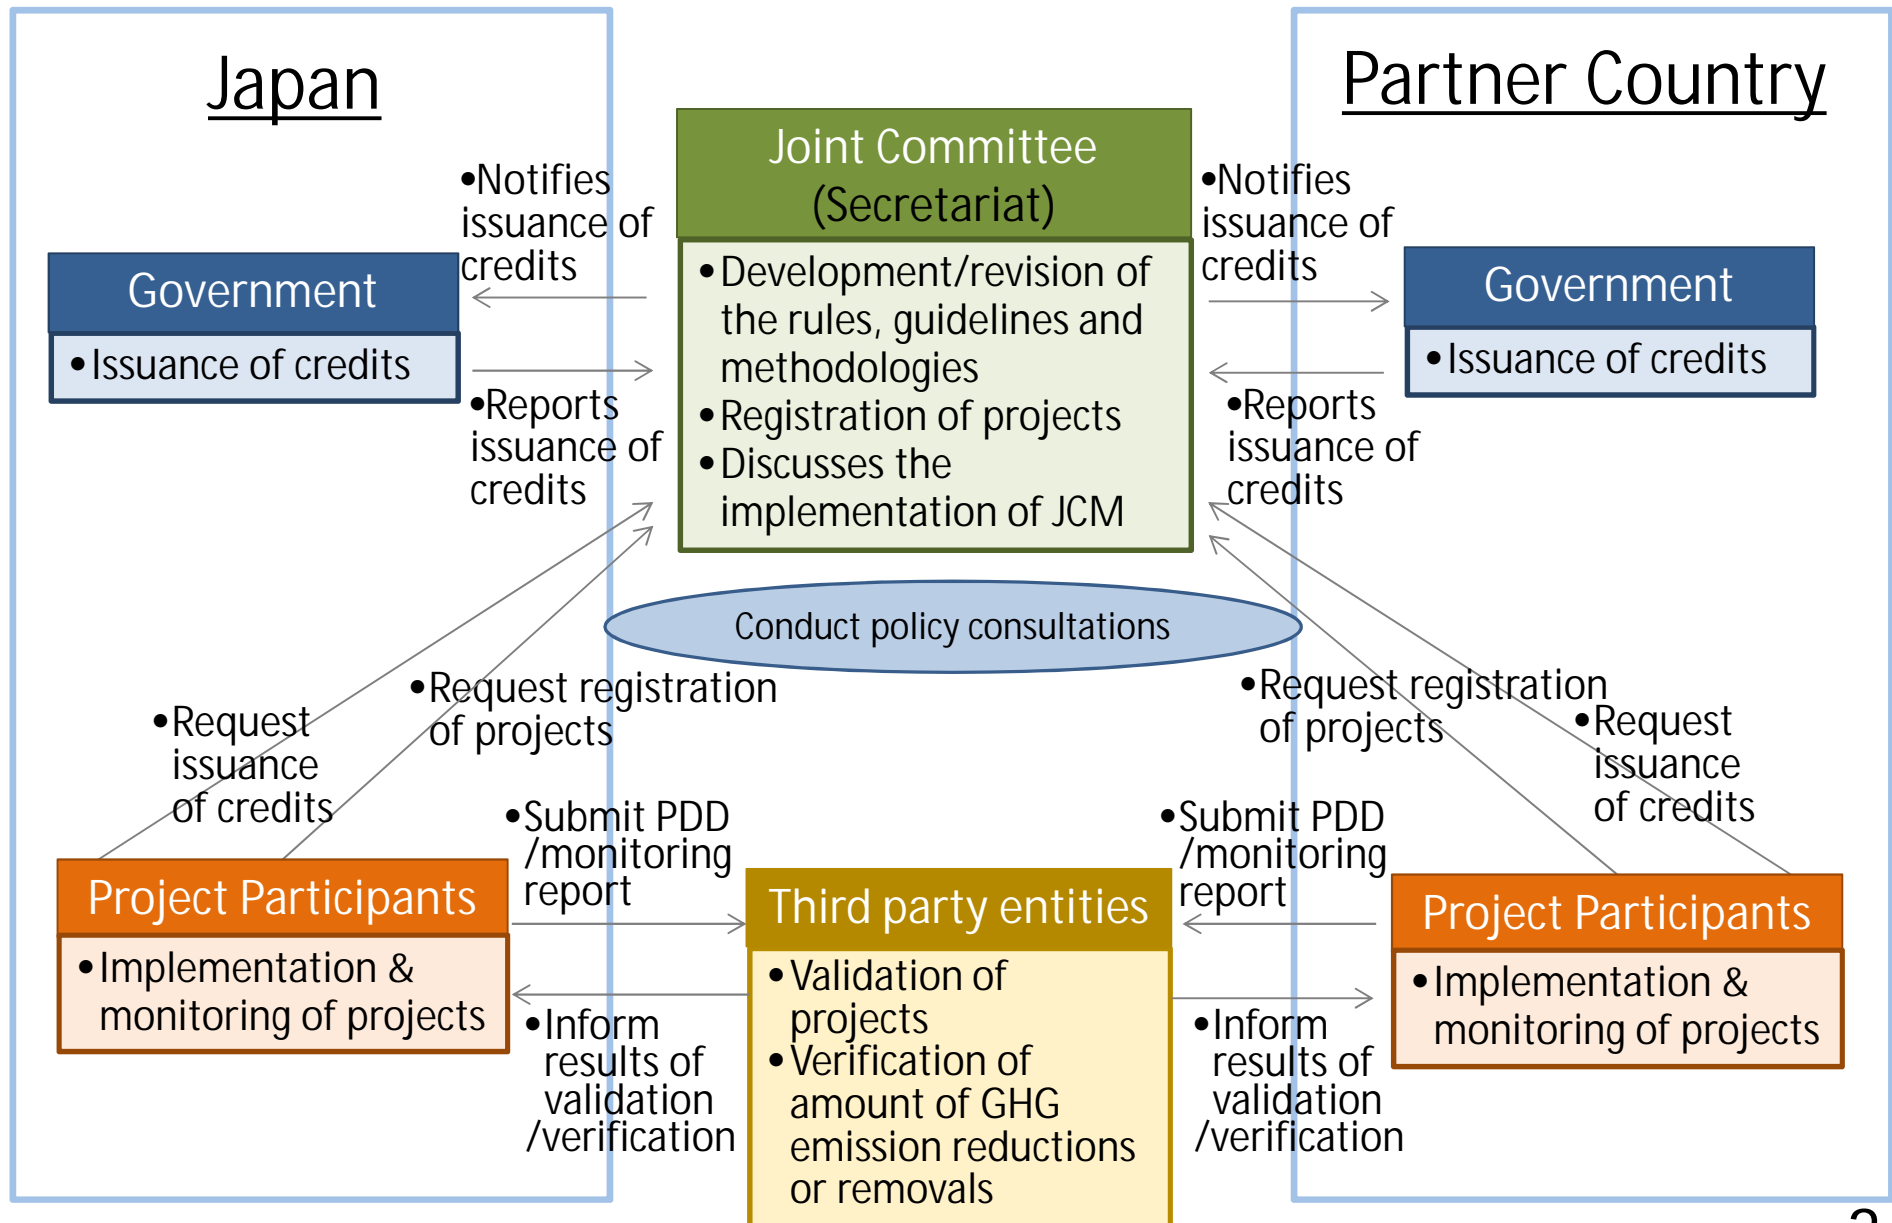 Japan
Partner Country
Joint Committee
(Secretariat)
•Notifies
issuance of
credits
•Notifies
issuance of
credits
Government
•Issuance of credits
•Development/revision of
the rules, guidelines and
methodologies
•Registration of projects
•Discusses the
implementation of JCM
Government
•Issuance of credits
•Reports
issuance of
credits
•Reports
issuance of
credits
Conduct policy consultations
•Request registration
of projects
•Request
issuance
of credits
•Request registration
of projects
•Request
issuance
of credits
•Submit PDD
/monitoring
report
•Submit PDD
/monitoring
report
Project Participants
•Implementation &
monitoring of projects
Third party entities
•Validation of
projects
•Verification of
amount of GHG
emission reductions
or removals
Project Participants
•Implementation &
monitoring of projects
•Inform
results of
validation
/verification
•Inform
results of
validation
/verification